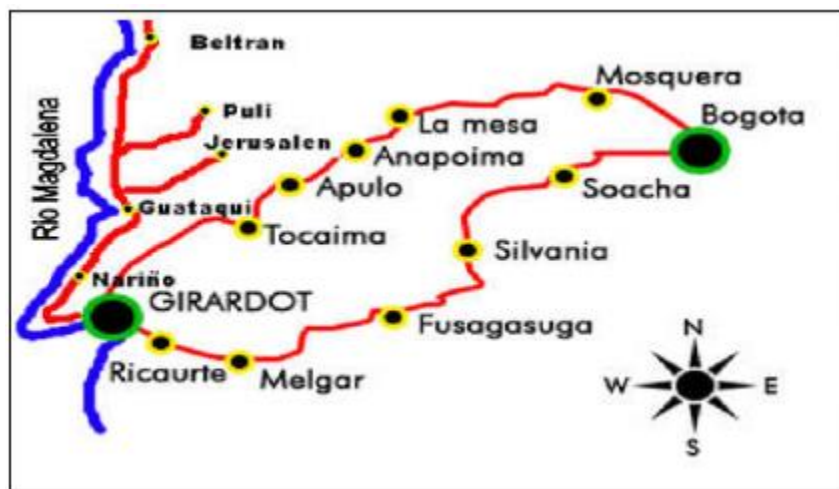 Beltran
Puli
Jerusalen
Guataqui
Nariño
Rio Magdalena
GIRARDOT
Tocaima
Apulo
Anapoima
La mesa
Mosquera
Bogota
Soacha
Silvania
Fusagasuga
Melgar
Ricaurte
N
W
E
S